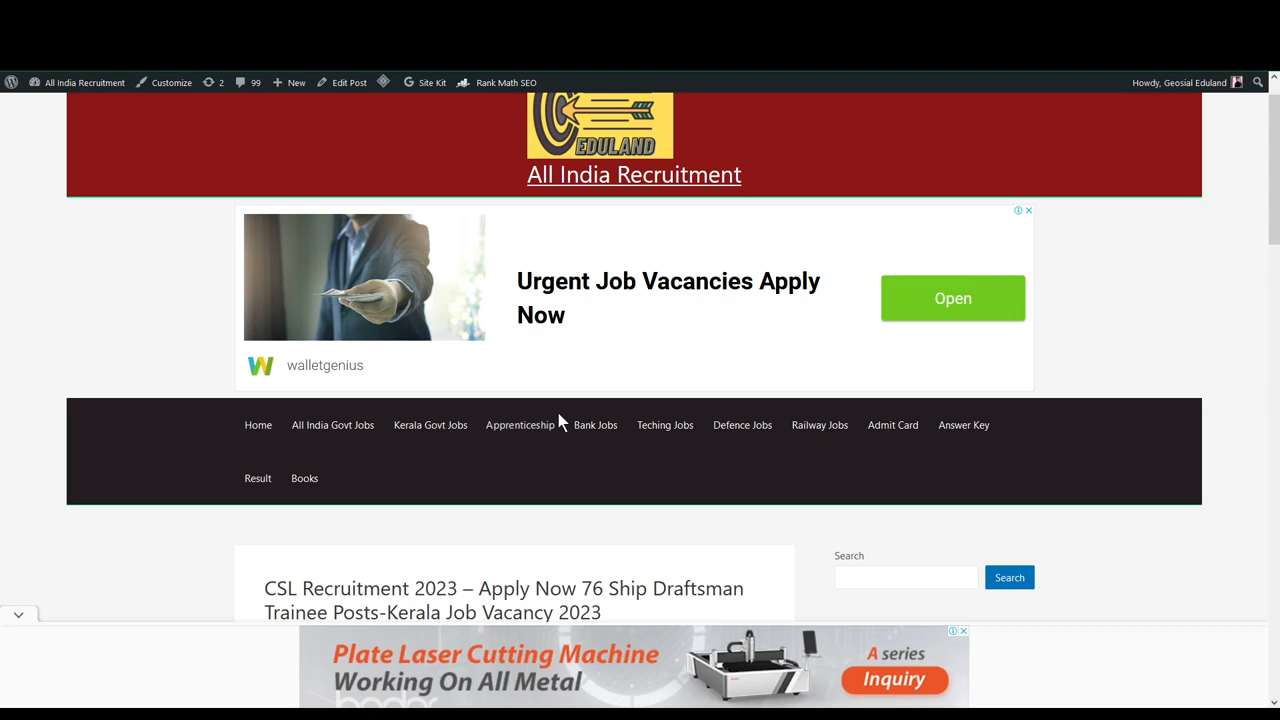 All India Recruitment Customize 2 99 New Edit Post Site Kit Rank Math SEO Howdy, Geosial Eduland
EDULAND
All India Recruitment
Urgent Job Vacancies Apply
Now
Open
walletgenius
Home All India Govt Jobs Kerala Govt Jobs Apprenticeship Bank Jobs Teching Jobs Defence Jobs Railway Jobs Admit Card Answer Key
Result Books
CSL Recruitment 2023 – Apply Now 76 Ship Draftsman
Trainee Posts-Kerala Job Vacancy 2023
Search
Search
Plate Laser Cutting Machine
Working On All Metal
A series
Inquiry